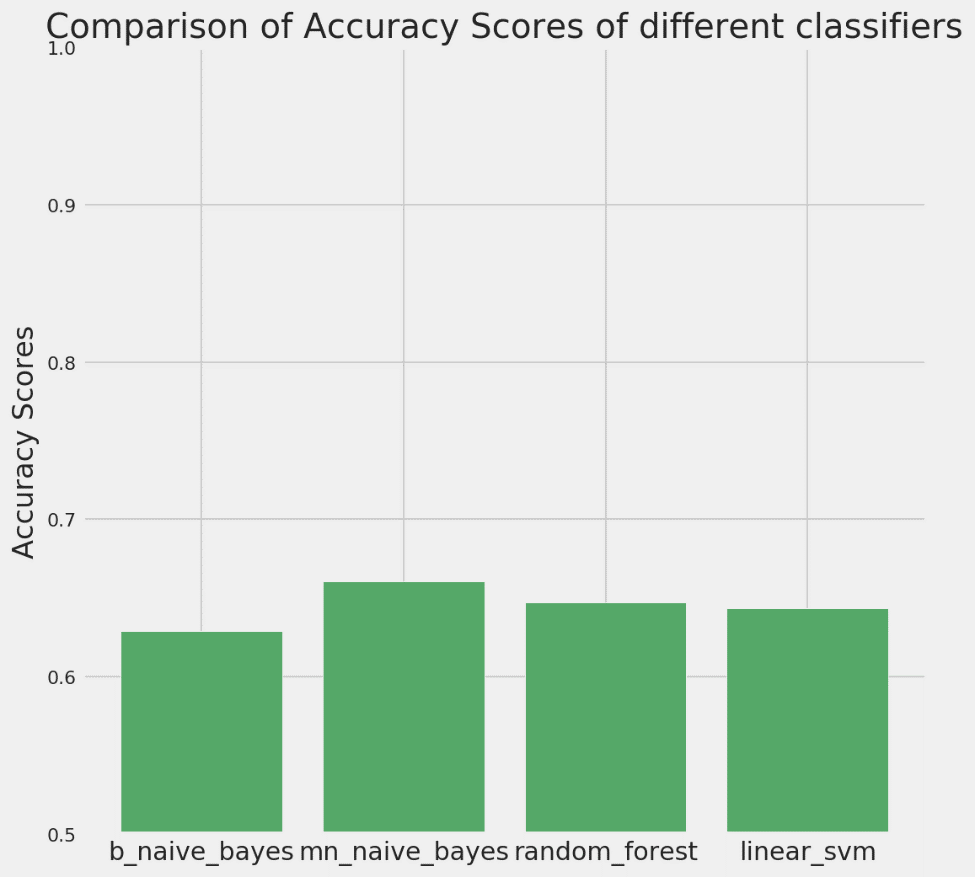 Comparison of Accuracy Scores of different classifiers
1.0
0.9
0.8
0.7
0.6
0.5
Accuracy Scores
b_naive_bayes mn_naive_bayes random_forest linear_svm